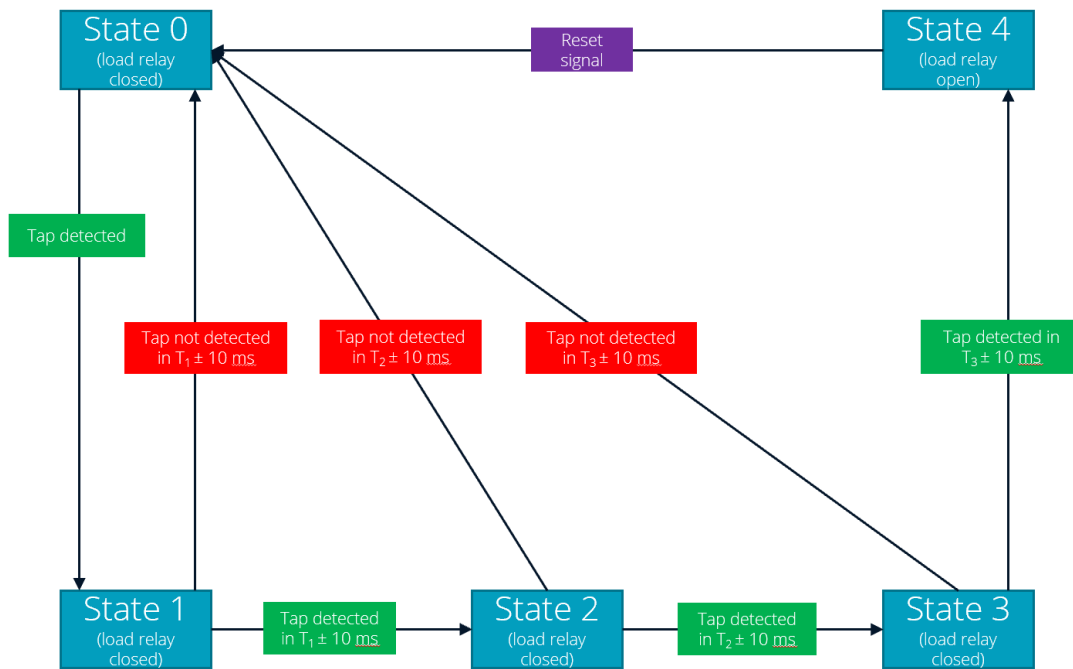 State 0
(load relay
closed)
Reset
signal
State 4
(load relay
open)
Tap detected
Tap not detected
in T₁ ± 10 ms
Tap not detected
in T₂ ± 10 ms
Tap not detected
in T₃ ± 10 ms
Tap detected in
T₃ ± 10 ms
State 1
(load relay
closed)
Tap detected
in T₁ ± 10 ms
State 2
(load relay
closed)
Tap detected
in T₂ ± 10 ms
State 3
(load relay
closed)